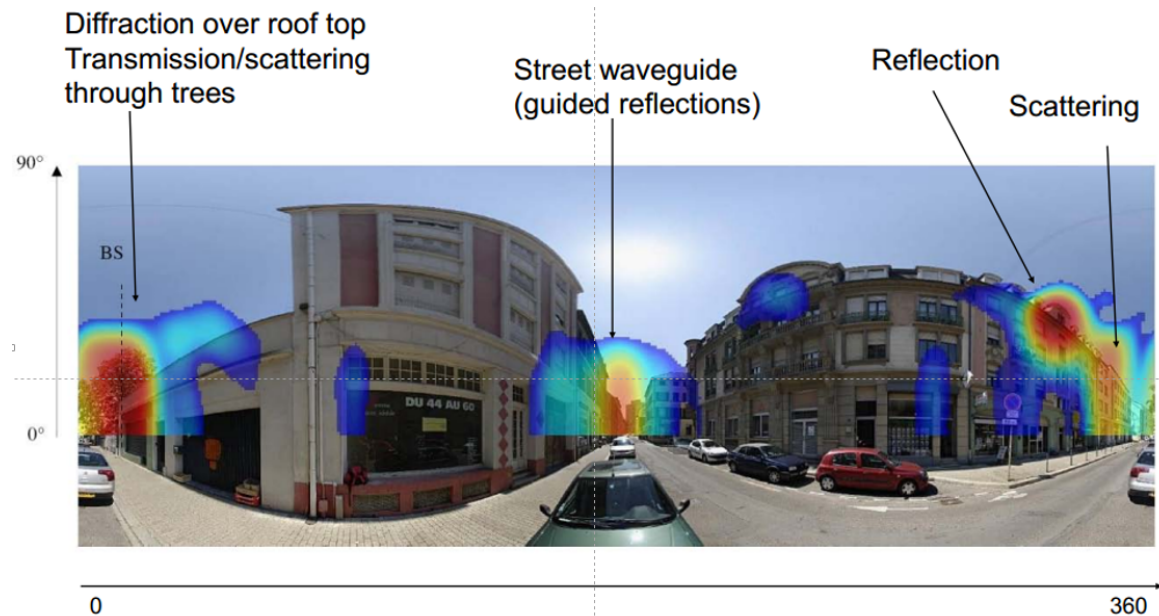 Diffraction over roof top
Transmission/scattering
through trees
Street waveguide
(guided reflections)
Reflection
Scattering
90°
BS
0°
DU 44 AU 60
0
360